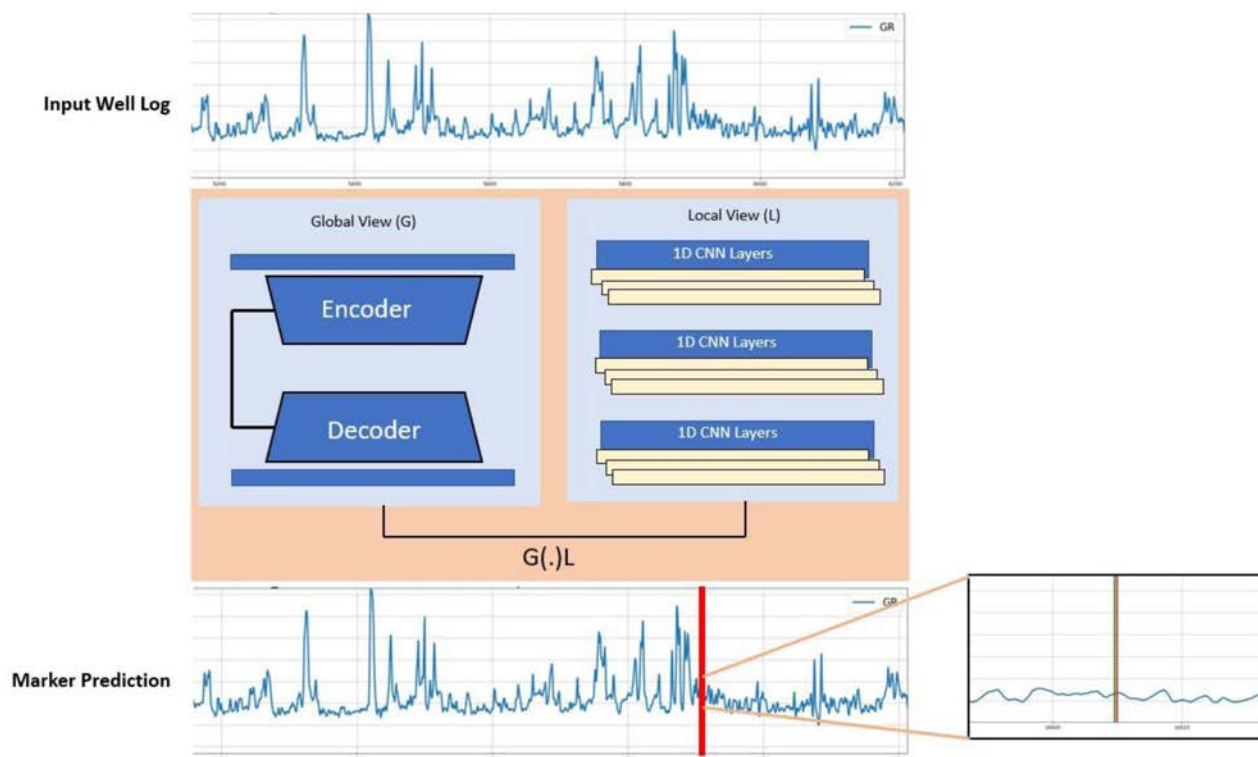 GR
Input Well Log
Global View (G)
Local View (L)
1D CNN Layers
Encoder
1D CNN Layers
Decoder
1D CNN Layers
G(.)L
GR
Marker Prediction